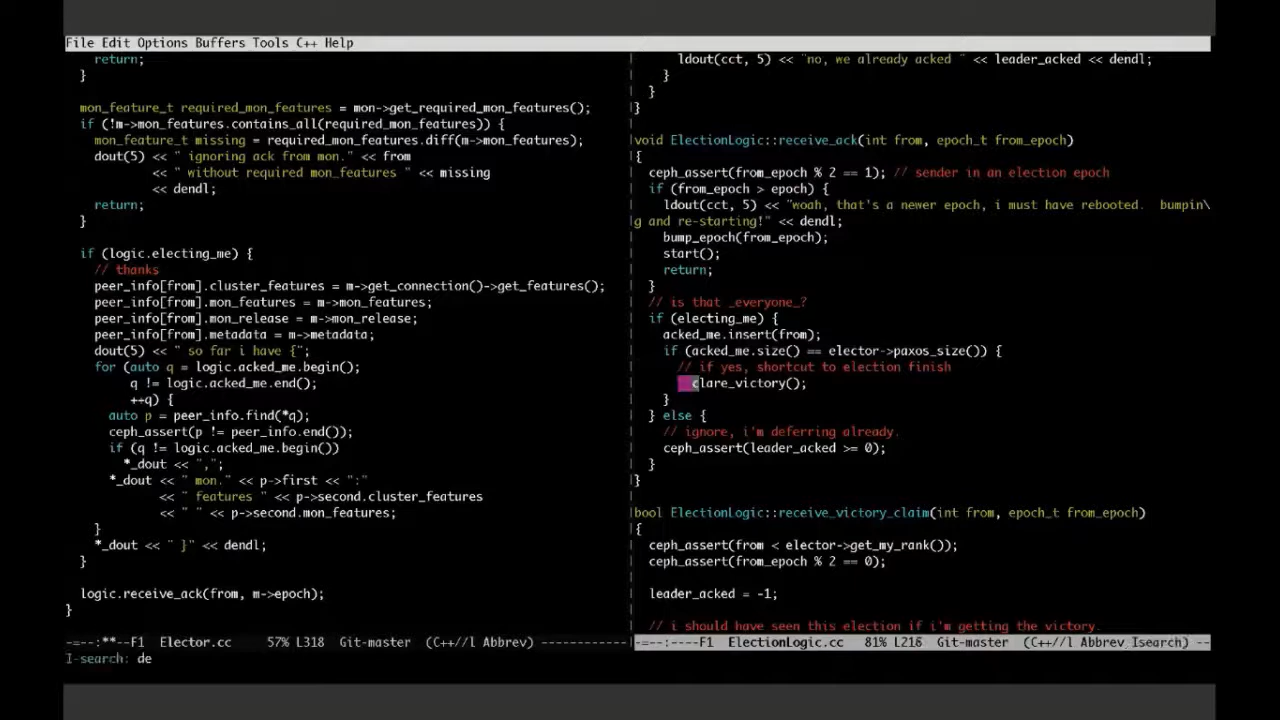 File Edit Options Buffers Tools C++ Help
return;
}
mon_feature_t required_mon_features = mon->get_required_mon_features();
if (!m->mon_features.contains_all(required_mon_features)) {
mon_feature_t missing = required_mon_features.diff(m->mon_features);
dout(5) << " ignoring ack from mon." << from
<< " without required mon_features " << missing
<< dendl;
return;
}
if (logic.electing_me) {
// thanks
peer_info[from].cluster_features = m->get_connection()->get_features();
peer_info[from].mon_features = m->mon_features;
peer_info[from].mon_release = m->mon_release;
peer_info[from].metadata = m->metadata;
dout(5) << " so far i have {";
for (auto q = logic.acked_me.begin();
q != logic.acked_me.end();
++q) {
auto p = peer_info.find(*q);
ceph_assert(p != peer_info.end());
if (q != logic.acked_me.begin())
*_dout << ",";
*_dout << " mon." << p->first << ":"
<< " features " << p->second.cluster_features
<< " " << p->second.mon_features;
}
*_dout << " }" << dendl;
}
logic.receive_ack(from, m->epoch);
}
-=--:**--F1 Elector.cc 57% L318 Git-master (C++//l Abbrev) ------------
ldout(cct, 5) << "no, we already acked " << leader_acked << dendl;
}
}
}
void ElectionLogic::receive_ack(int from, epoch_t from_epoch)
{
ceph_assert(from_epoch % 2 == 1); // sender in an election epoch
if (from_epoch > epoch) {
ldout(cct, 5) << "woah, that's a newer epoch, i must have rebooted. bumpin\
g and re-starting!" << dendl;
bump_epoch(from_epoch);
start();
return;
}
// is that _everyone_?
if (electing_me) {
acked_me.insert(from);
if (acked_me.size() == elector->paxos_size()) {
// if yes, shortcut to election finish
clare_victory();
}
} else {
// ignore, i'm deferring already.
ceph_assert(leader_acked >= 0);
}
}
bool ElectionLogic::receive_victory_claim(int from, epoch_t from_epoch)
{
ceph_assert(from < elector->get_my_rank());
ceph_assert(from_epoch % 2 == 0);
leader_acked = -1;
// i should have seen this election if i'm getting the victory.
-=--:----F1 ElectionLogic.cc 81% L216 Git-master (C++//l Abbrev Isearch) --
I-search: de